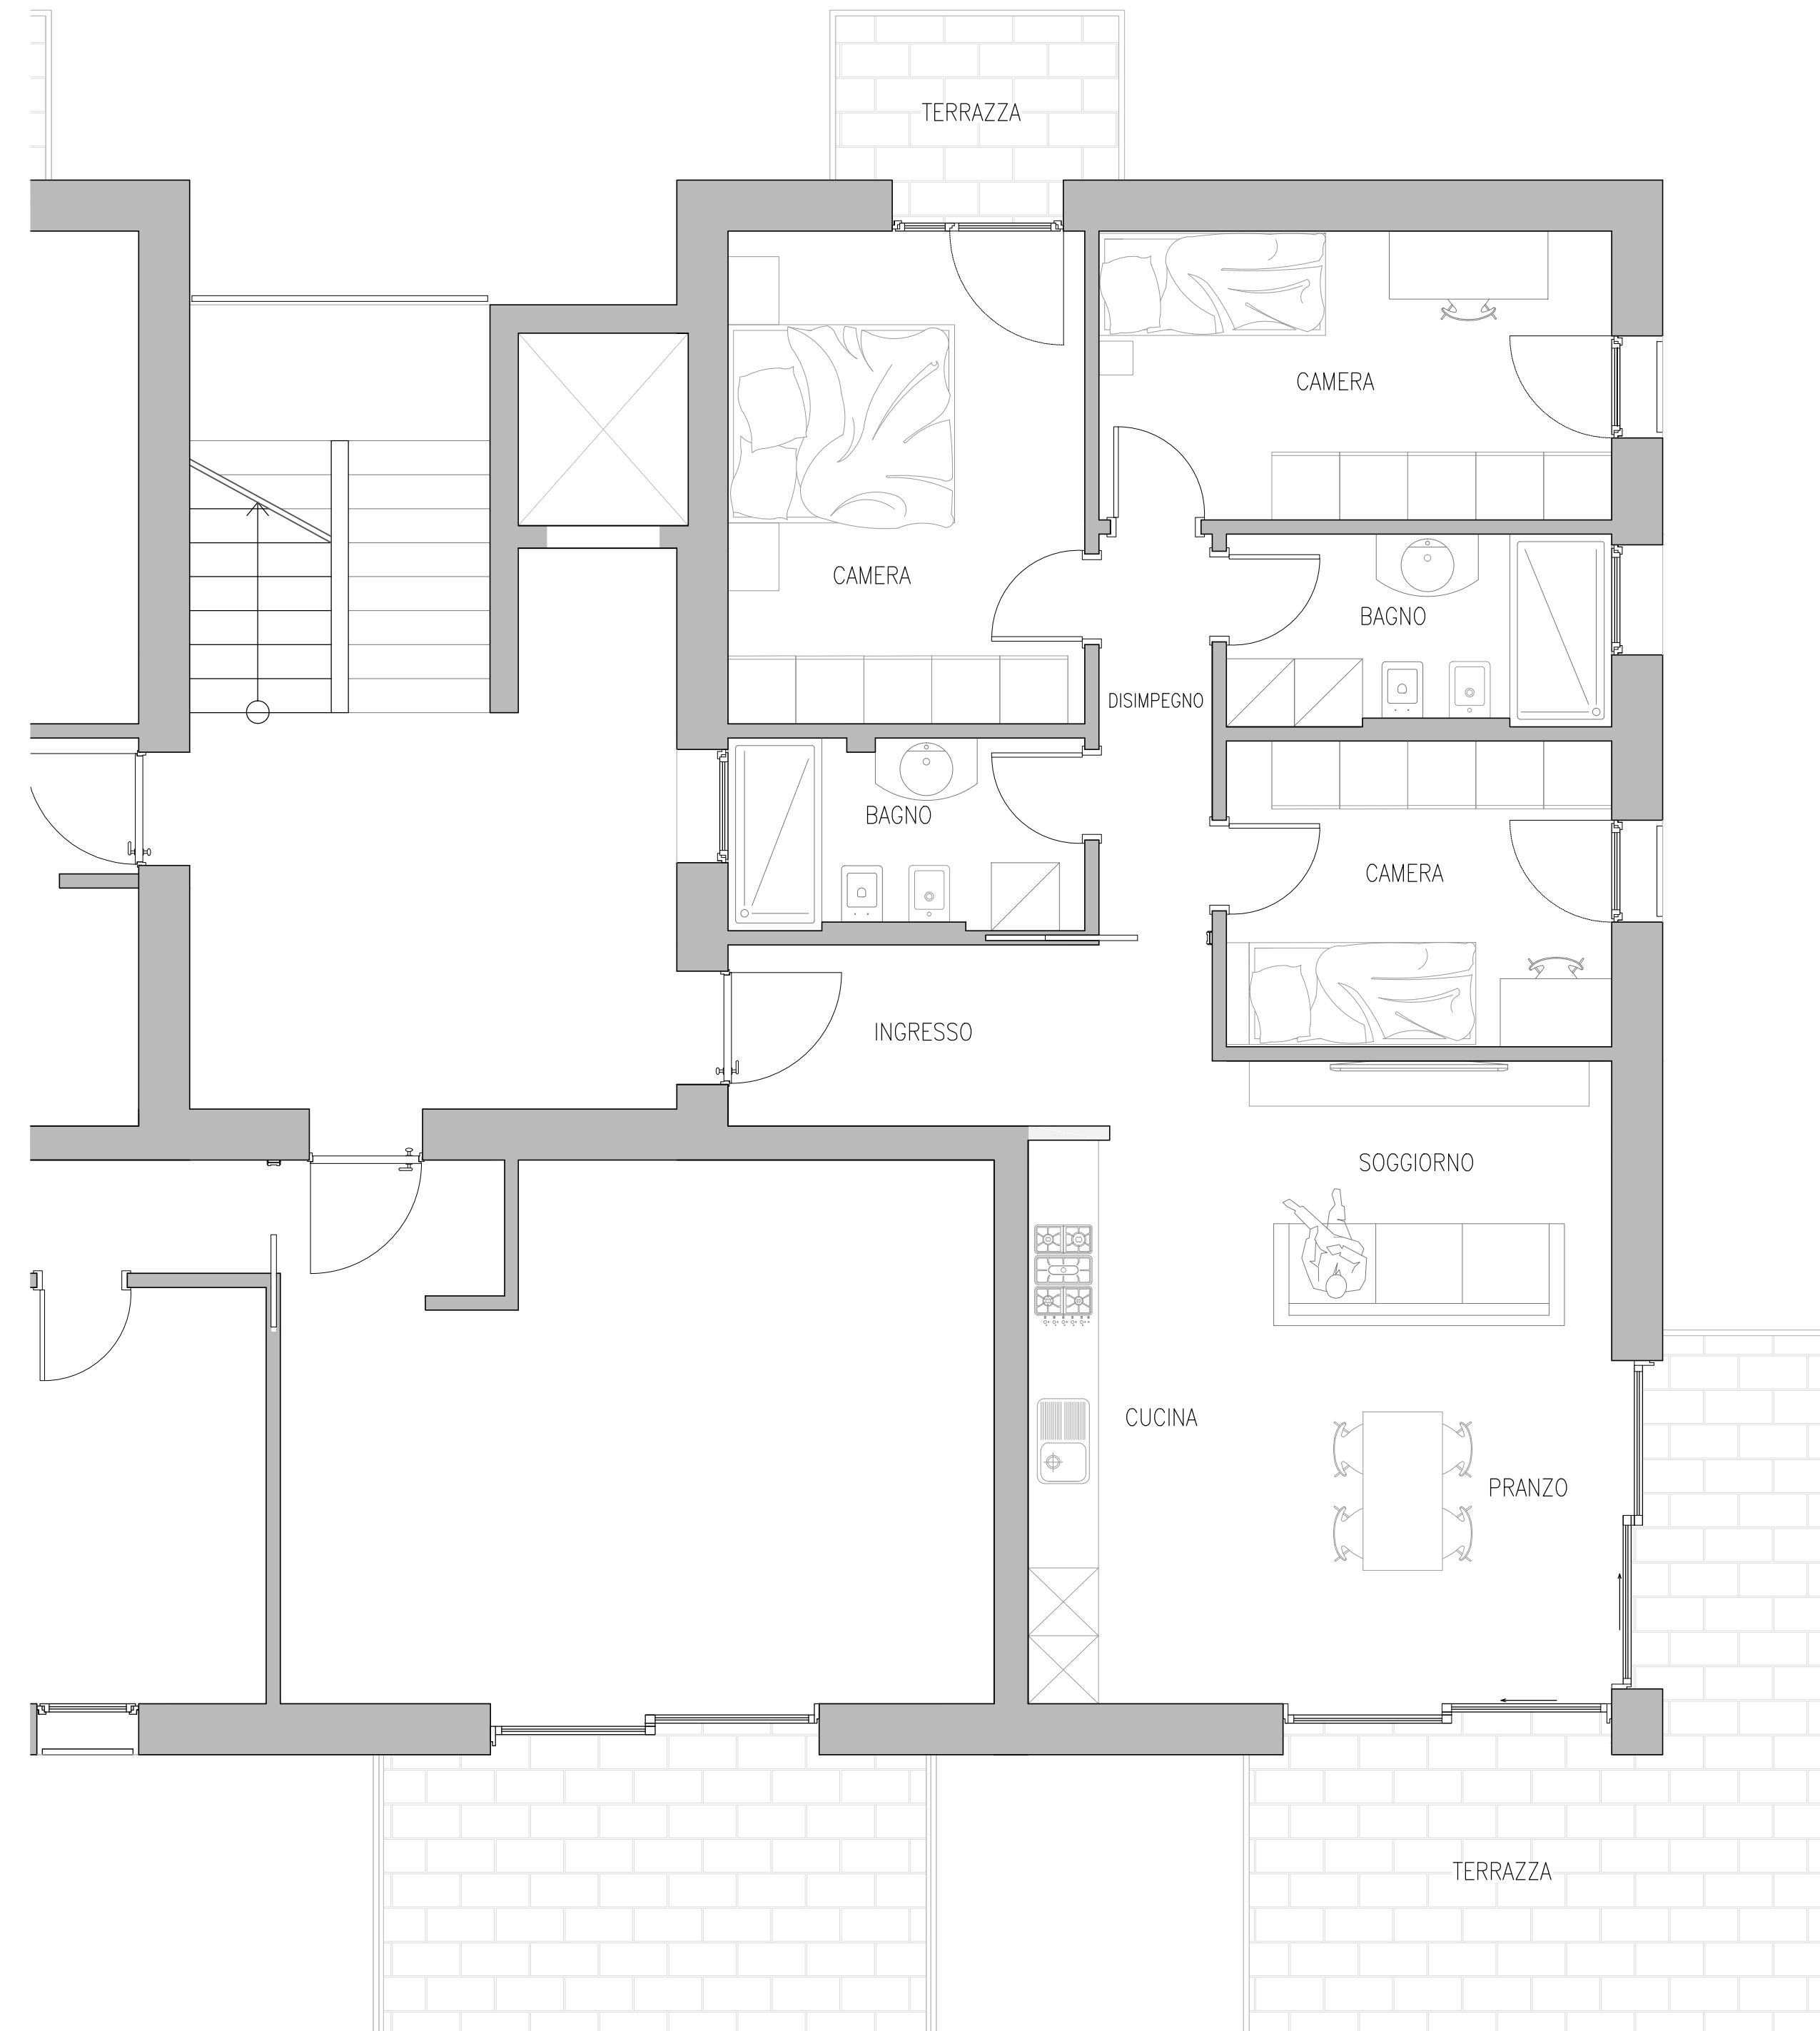 TERRAZZA
CAMERA
CAMERA
BAGNO
DISIMPEGNO
BAGNO
CAMERA
INGRESSO
SOGGIORNO
CUCINA
PRANZO
TERRAZZA